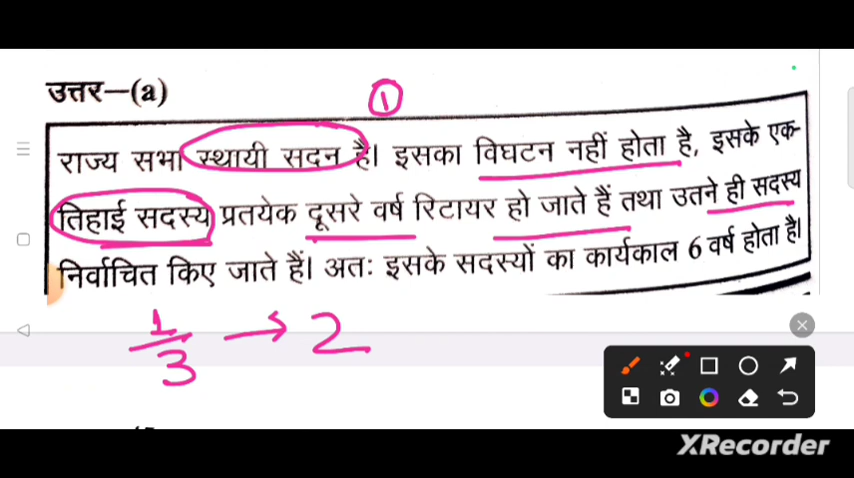 उत्तर–(a)
①
राज्य सभा स्थायी सदन है। इसका विघटन नहीं होता है, इसके एक-
तिहाई सदस्य प्रतयेक दूसरे वर्ष रिटायर हो जाते हैं तथा उतने ही सदस्य
निर्वाचित किए जाते हैं। अतः इसके सदस्यों का कार्यकाल 6 वर्ष होता है।
1/3 → 2
XRecorder